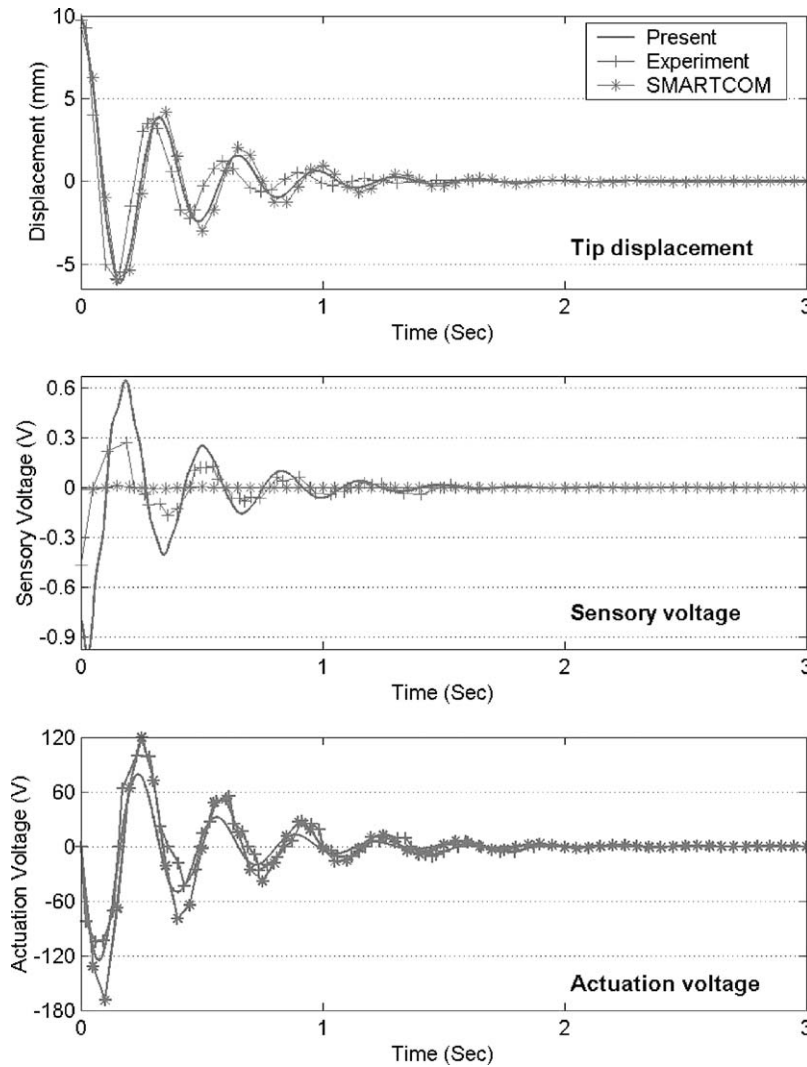 10
5
0
-5
Displacement (mm)
Present
Experiment
SMARTCOM
Tip displacement
0
1
2
3
Time (Sec)
0.6
0.3
0
-0.3
-0.6
-0.9
Sensory Voltage (V)
Sensory voltage
0
1
2
3
Time (Sec)
120
60
0
-60
-120
-180
Actuation Voltage (V)
Actuation voltage
0
1
2
3
Time (Sec)